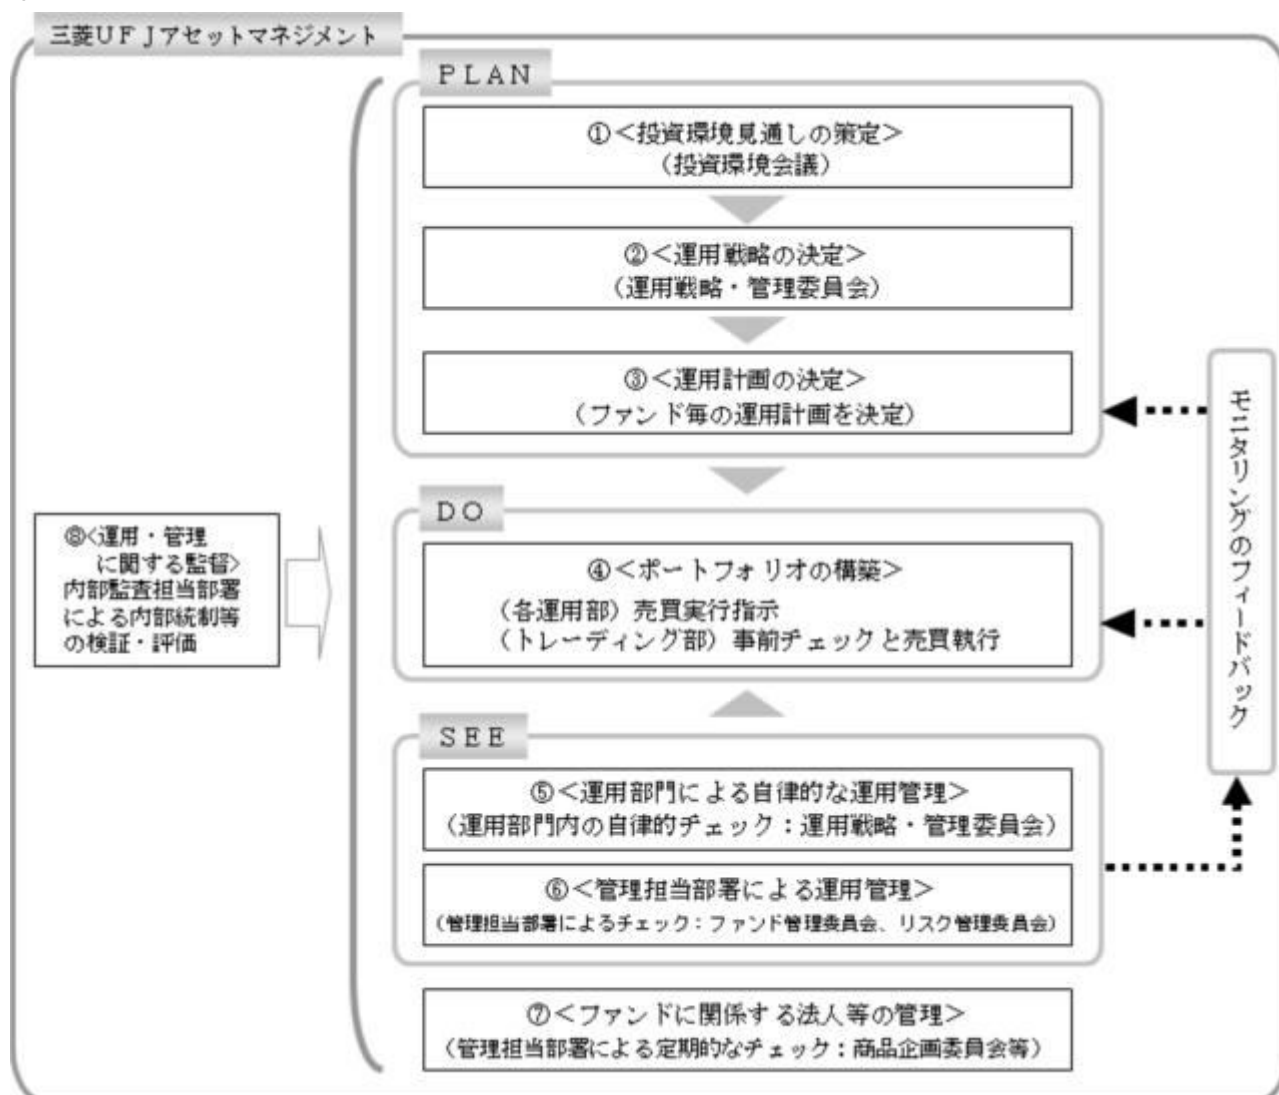 三菱ＵＦＪアセットマネジメント
ＰＬＡＮ
①＜投資環境見通しの策定＞
（投資環境会議）
②＜運用戦略の決定＞
（運用戦略・管理委員会）
③＜運用計画の決定＞
（ファンド毎の運用計画を決定）
ＤＯ
④＜ポートフォリオの構築＞
（各運用部）売買実行指示
（トレーディング部）事前チェックと売買執行
ＳＥＥ
⑤＜運用部門による自律的な運用管理＞
（運用部門内の自律的チェック：運用戦略・管理委員会）
⑥＜管理担当部署による運用管理＞
（管理担当部署によるチェック：ファンド管理委員会、リスク管理委員会）
⑦＜ファンドに関係する法人等の管理＞
（管理担当部署による定期的なチェック：商品企画委員会等）
⑧<運用・管理
に関する監督>
内部監査担当部署
による内部統制等
の検証・評価
モニタリングのフィードバック